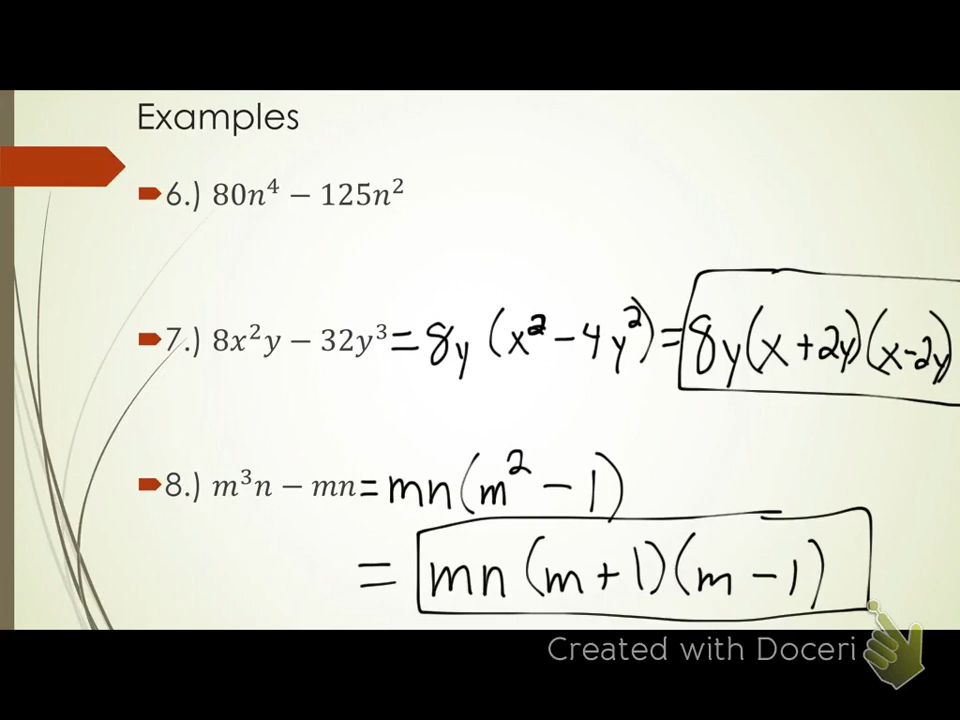 Examples
6.) 80n⁴ − 125n²
7.) 8x²y − 32y³ = 8y (x² − 4y²) = 8y(x + 2y)(x − 2y)
8.) m³n − mn = mn(m² − 1)
= mn (m + 1)(m − 1)
Created with Doceri